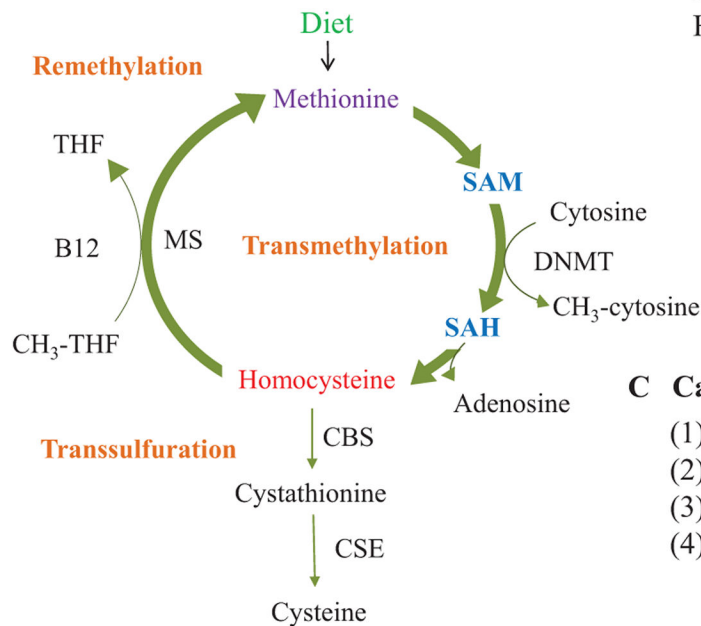 Diet
Remethylation
Methionine
THF
SAM
Cytosine
B12
MS
Transmethylation
DNMT
CH₃-cytosine
CH₃-THF
SAH
Homocysteine
Adenosine
C
(1)
(2)
(3)
(4)
Transsulfuration
CBS
Cystathionine
CSE
Cysteine